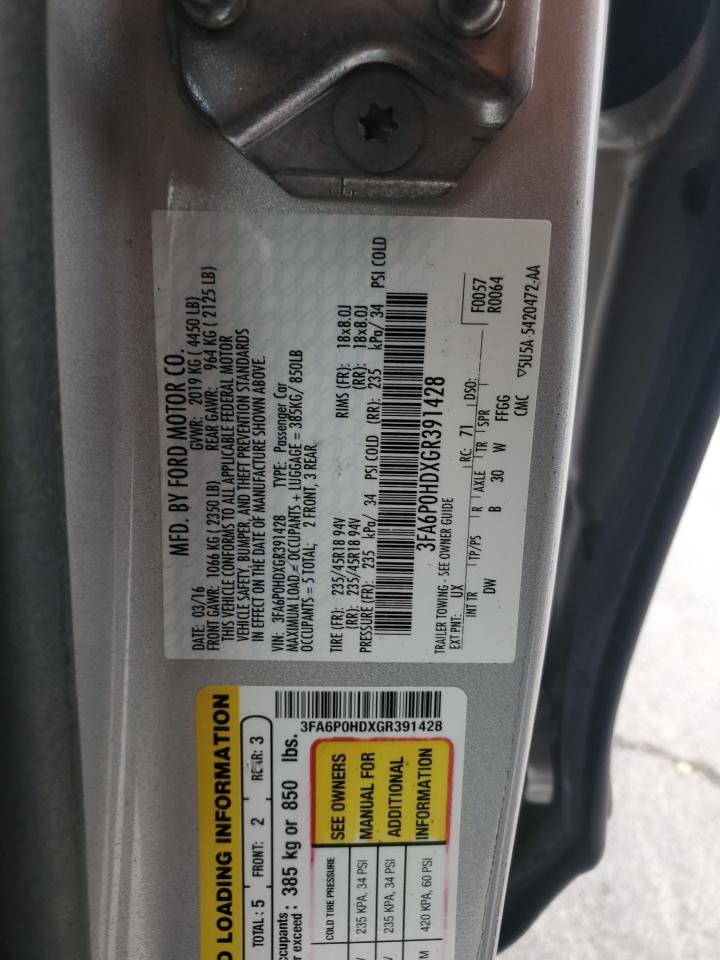 MFD. BY FORD MOTOR CO.
DATE: 03/16 GVWR: 2019 KG ( 4450 LB)
FRONT GAWR: 1066 KG ( 2350 LB) REAR GAWR: 964 KG ( 2125 LB)
THIS VEHICLE CONFORMS TO ALL APPLICABLE FEDERAL MOTOR
VEHICLE SAFETY, BUMPER, AND THEFT PREVENTION STANDARDS
IN EFFECT ON THE DATE OF MANUFACTURE SHOWN ABOVE.
VIN: 3FA6P0HDXGR391428 TYPE: Passenger Car
MAXIMUM LOAD = OCCUPANTS + LUGGAGE = 385KG/ 850LB
OCCUPANTS = 5 TOTAL: 2 FRONT, 3 REAR
TIRE (FR): 235/45R18 94V RIMS (FR): 18x8.0J
(RR): 235/45R18 94V (RR): 18x8.0J
PRESSURE (FR): 235 kPa/ 34 PSI COLD (RR): 235 kPa/ 34 PSI COLD
3FA6P0HDXGR391428
TRAILER TOWING - SEE OWNER GUIDE F0057
EXT PNT: UX RC: 71 DSO: R0064
INT TR TP/PS R AXLE TR SPR
DW B 30 W FFGG
CMC ▽5U5A-5420472-AA
3FA6P0HDXGR391428
LOADING INFORMATION
TOTAL: 5 FRONT: 2 REAR: 3
385 kg or 850 lbs.
COLD TIRE PRESSURE
235 KPA, 34 PSI
235 KPA, 34 PSI
420 KPA, 60 PSI
SEE OWNERS
MANUAL FOR
ADDITIONAL
INFORMATION